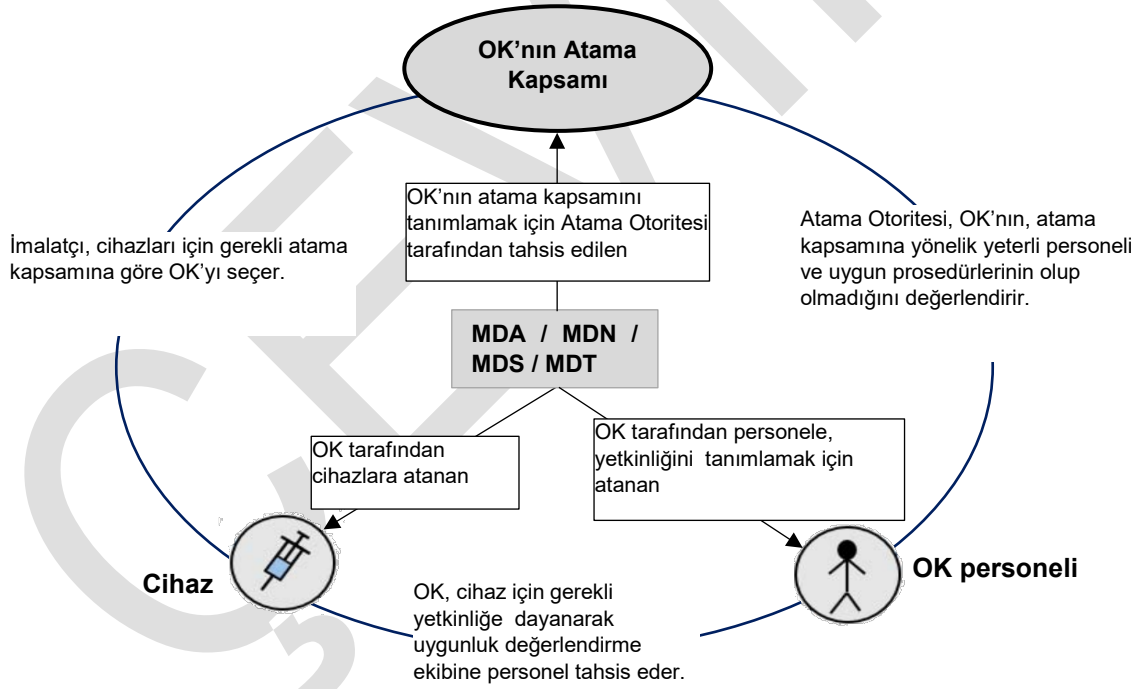 OK’nın Atama
Kapsamı
OK’nın atama kapsamını
tanımlamak için Atama Otoritesi
tarafından tahsis edilen
İmalatçı, cihazları için gerekli atama
kapsamına göre OK’yı seçer.
Atama Otoritesi, OK’nın, atama
kapsamına yönelik yeterli personeli
ve uygun prosedürlerinin olup
olmadığını değerlendirir.
MDA / MDN /
MDS / MDT
OK tarafından
cihazlara atanan
OK tarafından personele,
yetkinliğini tanımlamak için
atanan
Cihaz
OK personeli
OK, cihaz için gerekli
yetkinliğe dayanarak
uygunluk değerlendirme
ekibine personel tahsis eder.